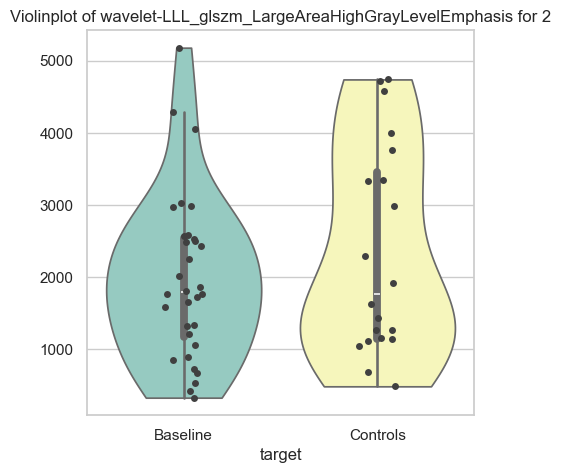 Violinplot of wavelet-LLL_glszm_LargeAreaHighGrayLevelEmphasis for 2
5000
4000
3000
2000
1000
Baseline Controls
target